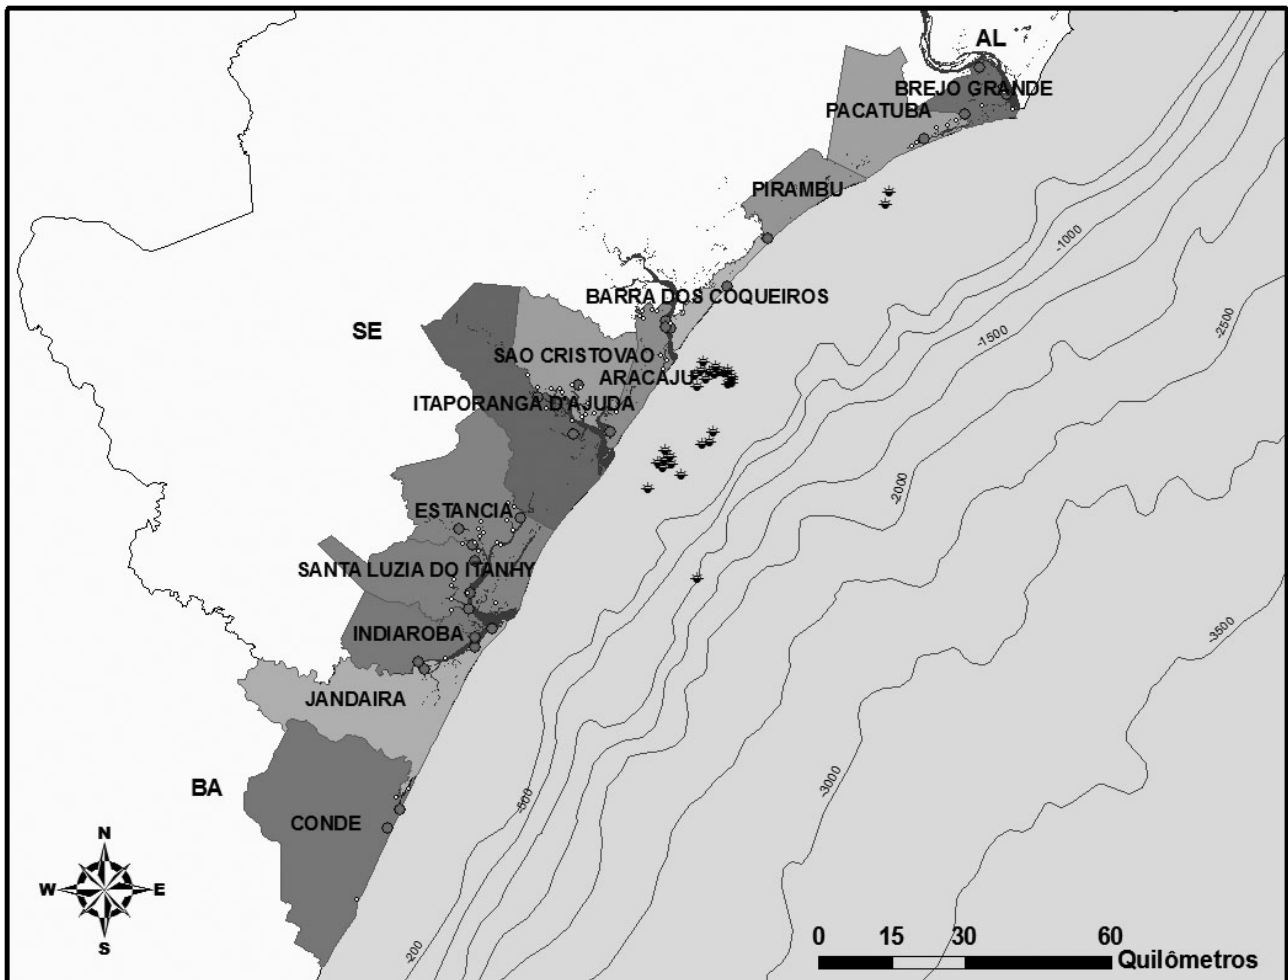 AL
BREJO GRANDE
PACATUBA
PIRAMBU
-1000
BARRA DOS COQUEIROS
-2500
SE
-1500
SAO CRISTOVAO
ARACAJU
ITAPORANGA D'AJUDA
-2000
ESTANCIA
SANTA LUZIA DO ITANHY
-3500
INDIAROBA
JANDAIRA
-3000
BA
-500
CONDE
N
W E
S
-200
0 15 30 60
Quilômetros